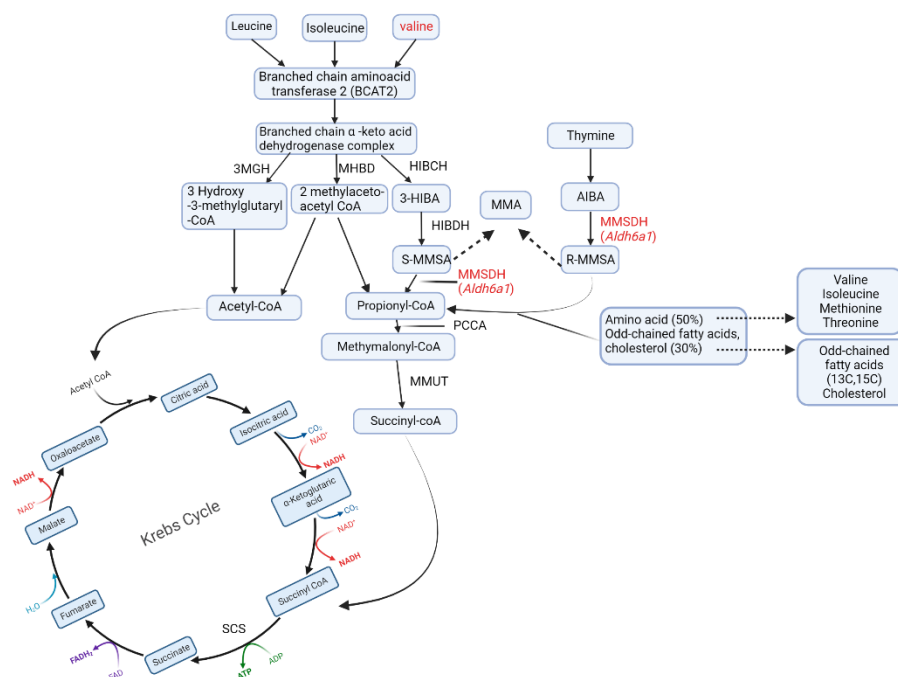 Leucine
Isoleucine
valine
Branched chain aminoacid
transferase 2 (BCAT2)
Branched chain α -keto acid
dehydrogenase complex
Thymine
3MGH
MHBD
HIBCH
3 Hydroxy
-3-methylglutaryl
-CoA
2 methylaceto-
acetyl CoA
3-HIBA
MMA
AIBA
HIBDH
MMSDH
(Aldh6a1)
S-MMSA
R-MMSA
MMSDH
(Aldh6a1)
Acetyl-CoA
Propionyl-CoA
PCCA
Methymalonyl-CoA
MMUT
Succinyl-coA
Amino acid (50%)
Odd-chained fatty acids,
cholesterol (30%)
Valine
Isoleucine
Methionine
Threonine
Odd-chained
fatty acids
(13C,15C)
Cholesterol
Acetyl CoA
Citric acid
Isocitric acid
CO₂
NAD⁺
NADH
α-Ketoglutaric
acid
CO₂
NAD⁺
NADH
Succinyl CoA
SCS
ADP
ATP
Succinate
FAD
FADH₂
Fumarate
H₂O
Malate
NAD⁺
NADH
Oxaloacetate
Krebs Cycle